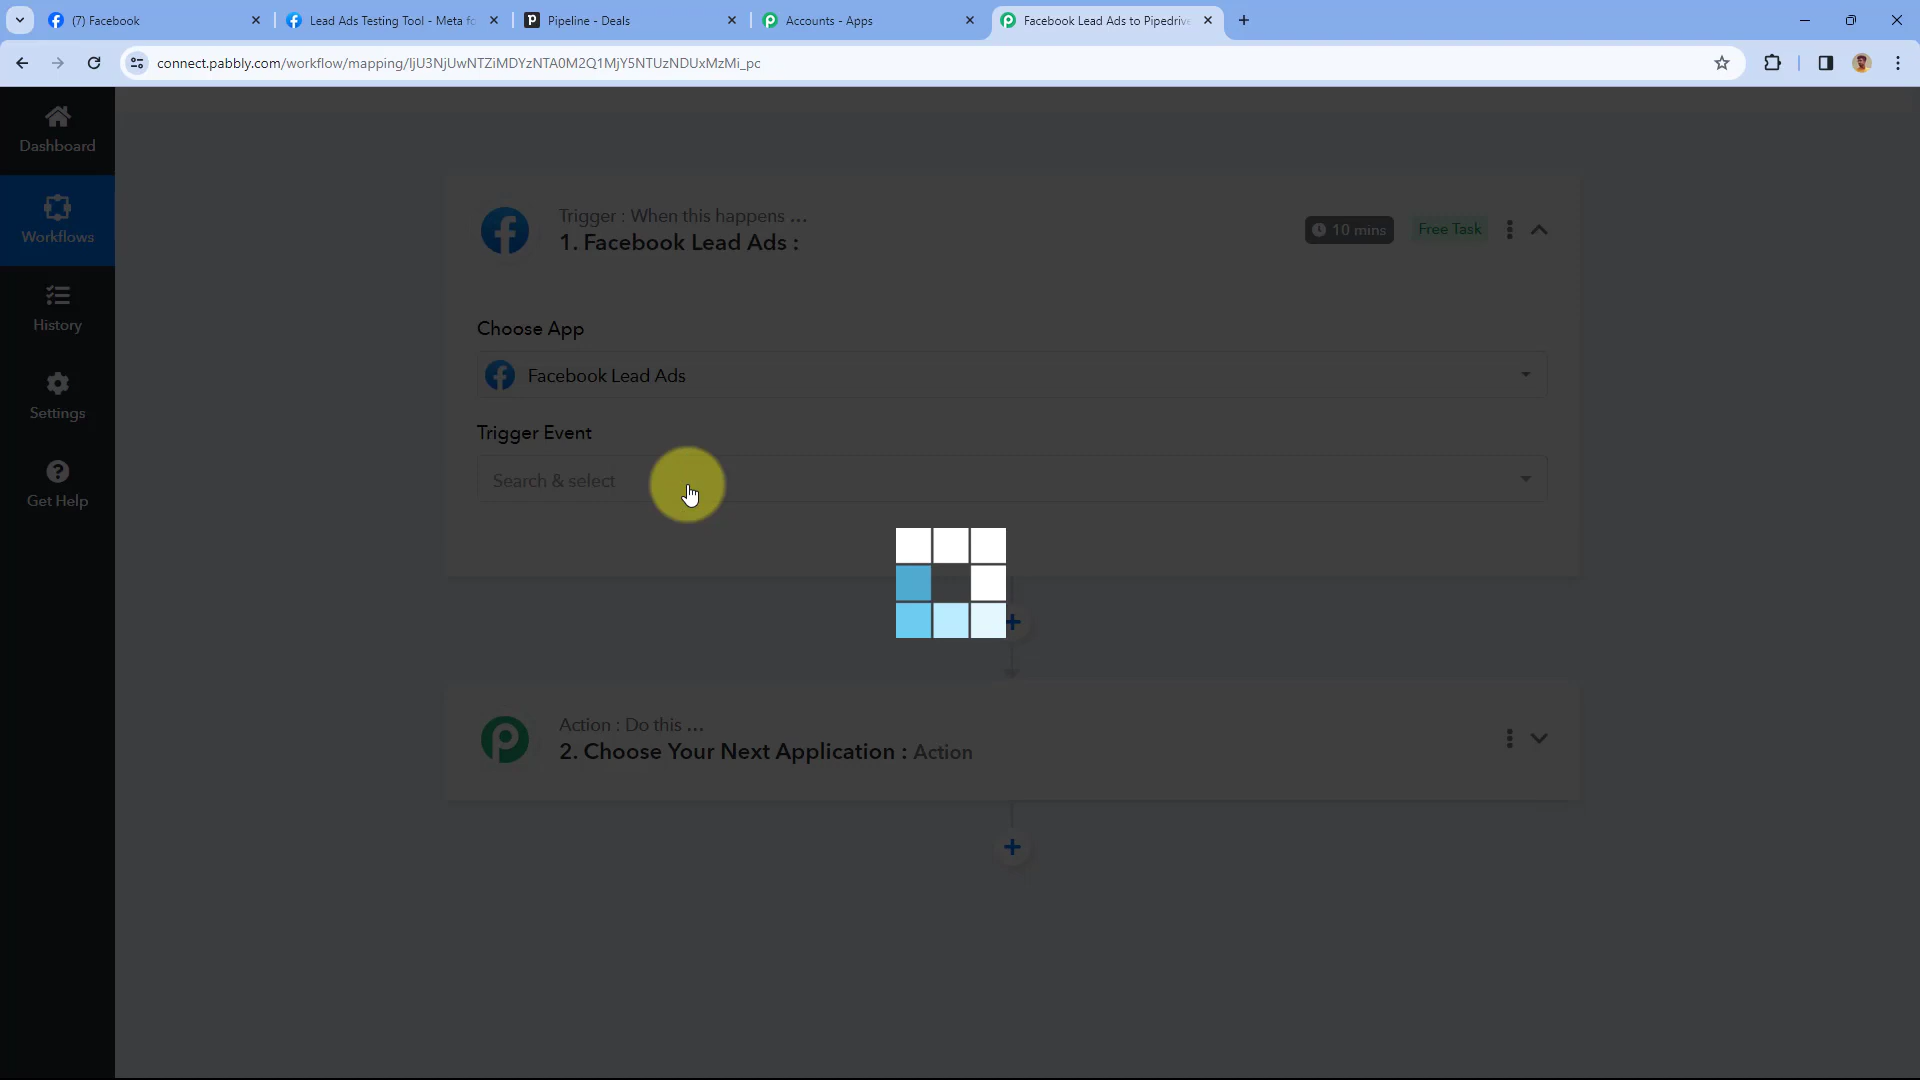 (7) Facebook
Lead Ads Testing Tool - Meta fo
Pipeline - Deals
Accounts - Apps
Facebook Lead Ads to Pipedrive
connect.pabbly.com/workflow/mapping/IjU3NjUwNTZiMDYzNTA0M2Q1MjY5NTUzNDUxMzMi_pc
Dashboard
Workflows
History
Settings
Get Help
Trigger : When this happens ...
1. Facebook Lead Ads :
10 mins
Free Task
Choose App
Facebook Lead Ads
Trigger Event
Search & select
Action : Do this ...
2. Choose Your Next Application : Action